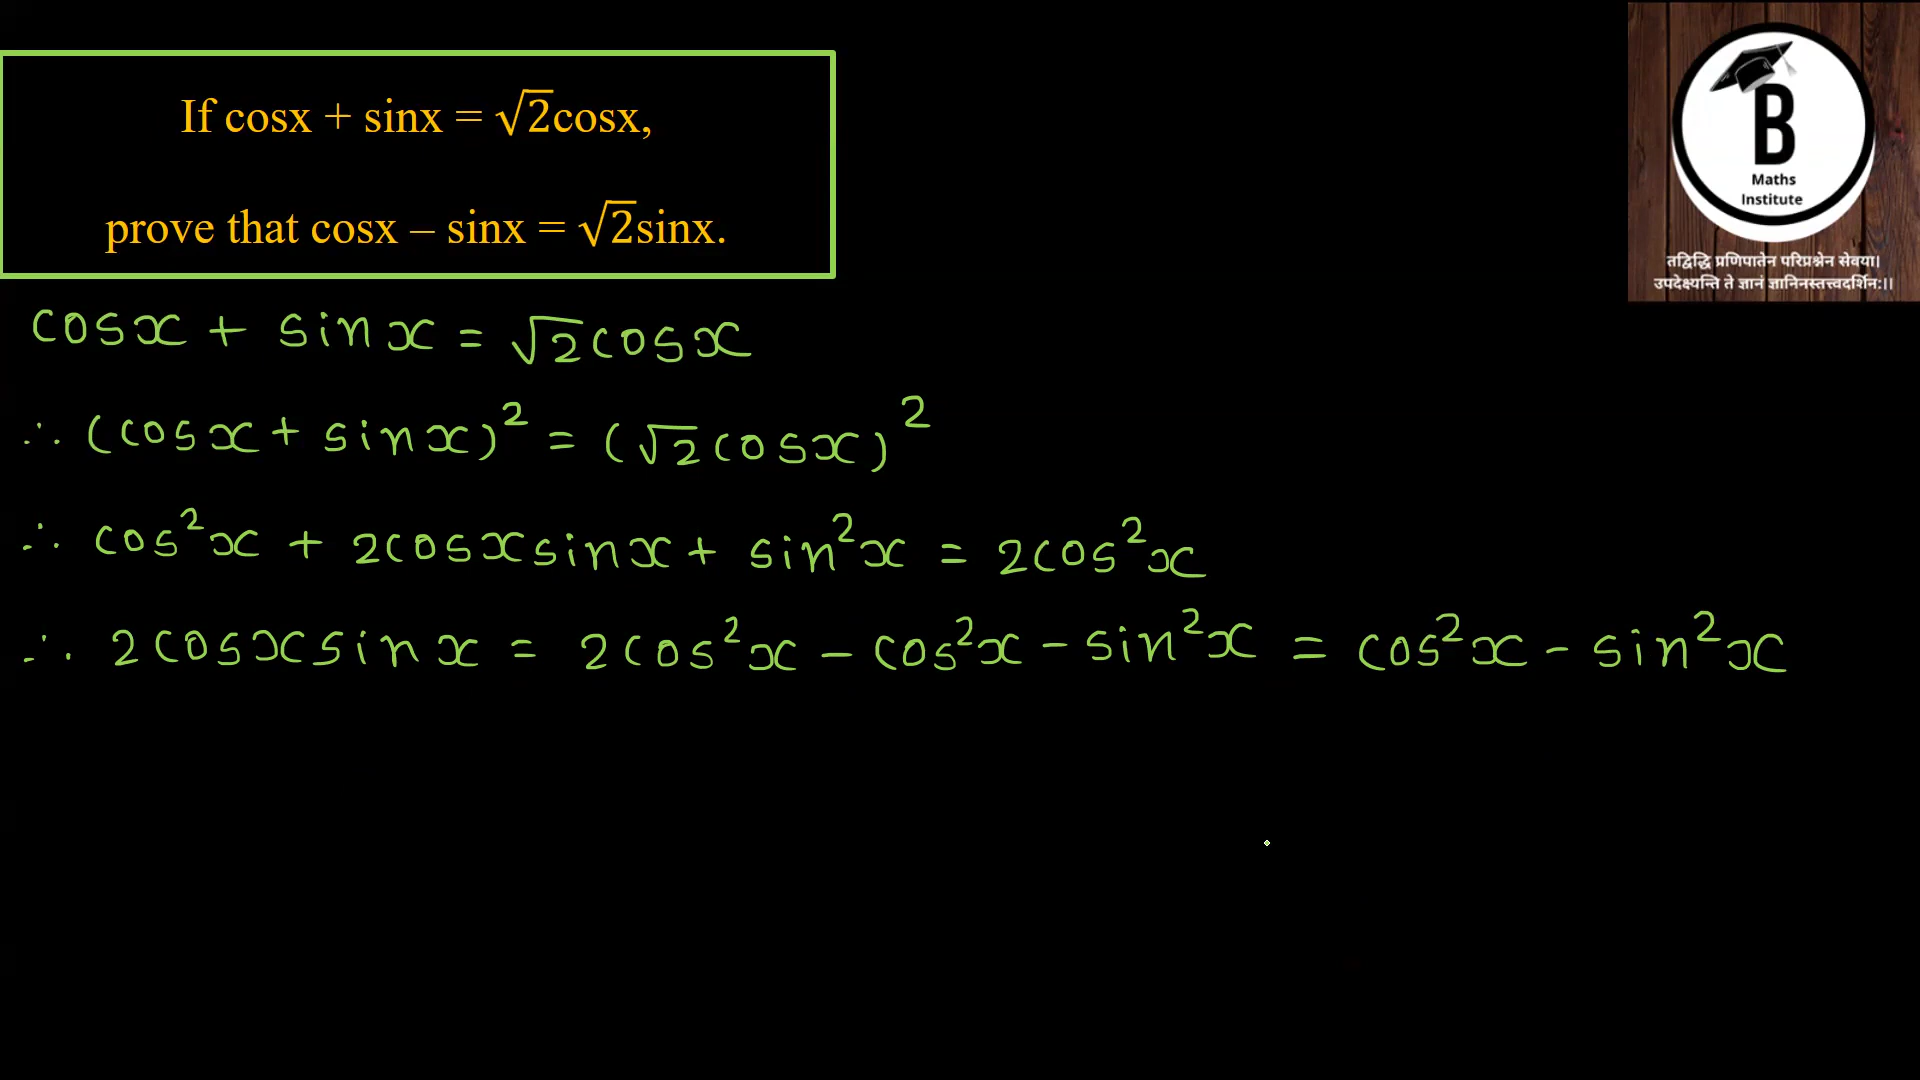 If cosx + sinx = √2cosx,
prove that cosx – sinx = √2sinx.
B
Maths
Institute
तद्विद्धि प्रणिपातेन परिप्रश्नेन सेवया।
उपदेक्ष्यन्ति ते ज्ञानं ज्ञानिनस्तत्त्वदर्शिन:।।
cosx + sinx = √2cosx
∴ (cosx + sinx)² = (√2cosx)²
∴ cos²x + 2cosxsinx + sin²x = 2cos²x
∴ 2cosxsinx = 2cos²x – cos²x – sin²x = cos²x – sin²x